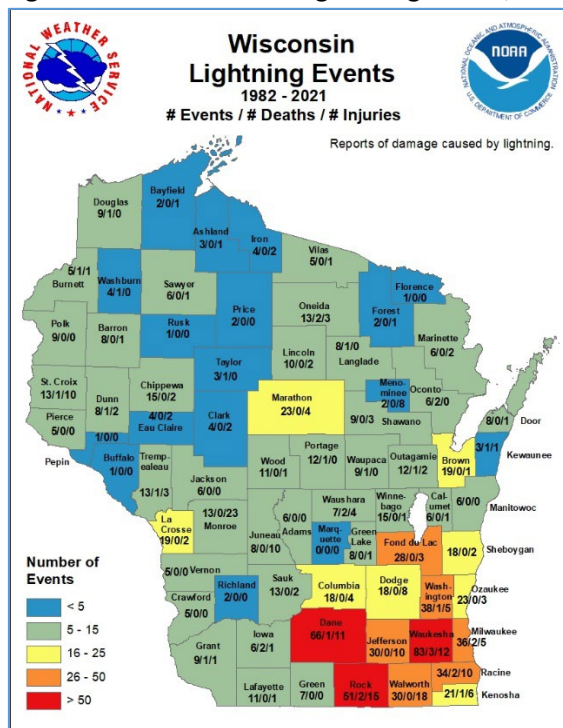 NATIONAL WEATHER SERVICE
Wisconsin
Lightning Events
1982 - 2021
# Events / # Deaths / # Injuries
NATIONAL OCEANIC AND ATMOSPHERIC ADMINISTRATION
NOAA
U.S. DEPARTMENT OF COMMERCE
Reports of damage caused by lightning.
Bayfield
2/0/1
Douglas
9/1/0
Ashland
3/0/1
Iron
4/0/2
Vilas
5/0/1
5/1/1
Burnett
Washburn
4/1/0
Sawyer
6/0/1
Price
2/0/0
Oneida
13/2/3
Forest
2/0/1
Florence
1/0/0
Marinette
6/0/2
Polk
9/0/0
Barron
8/0/1
Rusk
1/0/0
Taylor
3/1/0
Lincoln
10/0/2
8/1/0
Langlade
St. Croix
13/1/10
Dunn
8/1/2
Chippewa
15/0/2
Marathon
23/0/4
Meno-
minee
2/0/8
Oconto
6/2/0
Pierce
5/0/0
4/0/2
Eau Claire
Clark
4/0/2
9/0/3
Shawano
8/0/1
Door
1/0/0
Pepin
Buffalo
1/0/0
Tremp-
ealeau
13/1/3
Jackson
6/0/0
Wood
11/0/1
Portage
12/1/0
Waupaca
9/1/0
Outagamie
12/1/2
Brown
19/0/1
3/1/1
Kewaunee
La
Crosse
19/0/2
13/0/23
Monroe
Juneau
8/0/10
6/0/0
Adams
Waushara
7/2/4
Winne-
bago
15/0/1
Cal-
umet
6/0/1
6/0/0
Manitowoc
Mar-
quette
0/0/0
Green
Lake
8/0/1
Fond du Lac
28/0/3
18/0/2
Sheboygan
5/0/0
Vernon
Crawford
5/0/0
Richland
2/0/0
Sauk
13/0/2
Columbia
18/0/4
Dodge
18/0/8
Wash-
ington
38/1/5
Ozaukee
23/0/3
Grant
9/1/1
Iowa
6/2/1
Dane
66/1/11
Jefferson
30/0/10
Waukesha
83/3/12
Milwaukee
36/2/5
Lafayette
11/0/1
Green
7/0/0
Rock
51/2/15
Walworth
30/0/18
34/2/10
Racine
21/1/6
Kenosha
Number of
Events
< 5
5 - 15
16 - 25
26 - 50
> 50